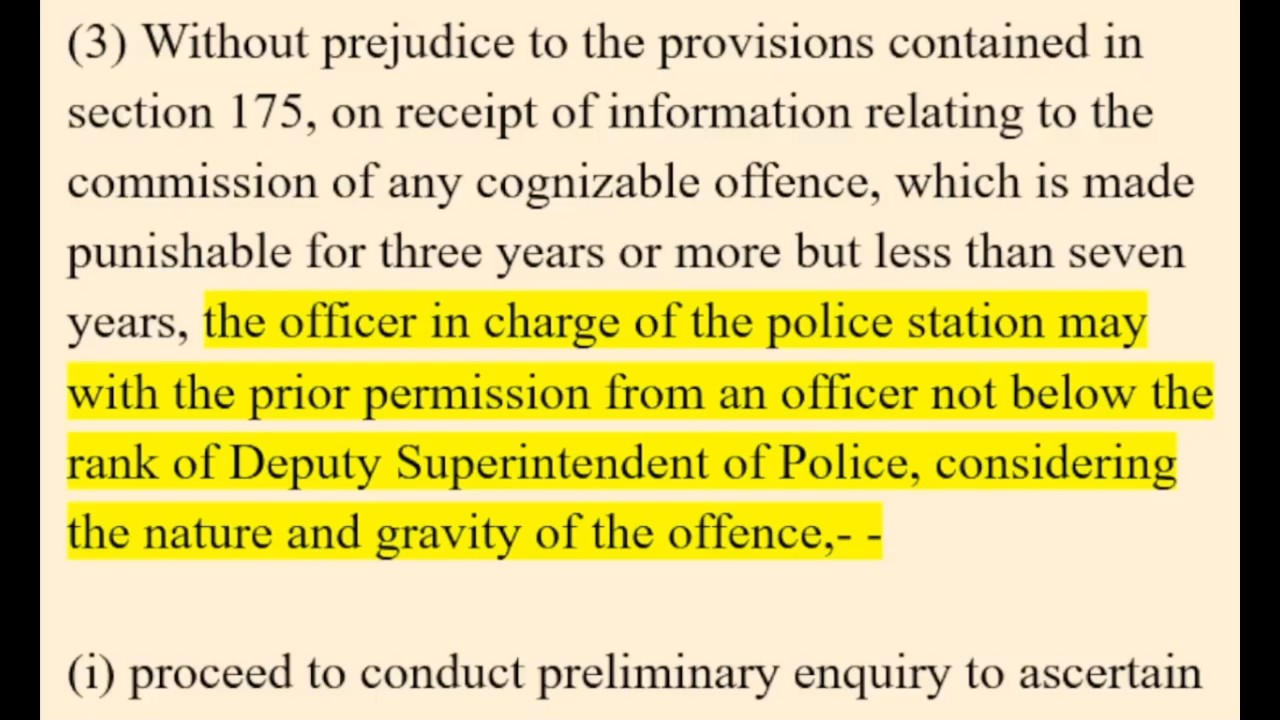 (3) Without prejudice to the provisions contained in
section 175, on receipt of information relating to the
commission of any cognizable offence, which is made
punishable for three years or more but less than seven
years, the officer in charge of the police station may
with the prior permission from an officer not below the
rank of Deputy Superintendent of Police, considering
the nature and gravity of the offence,- -
(i) proceed to conduct preliminary enquiry to ascertain